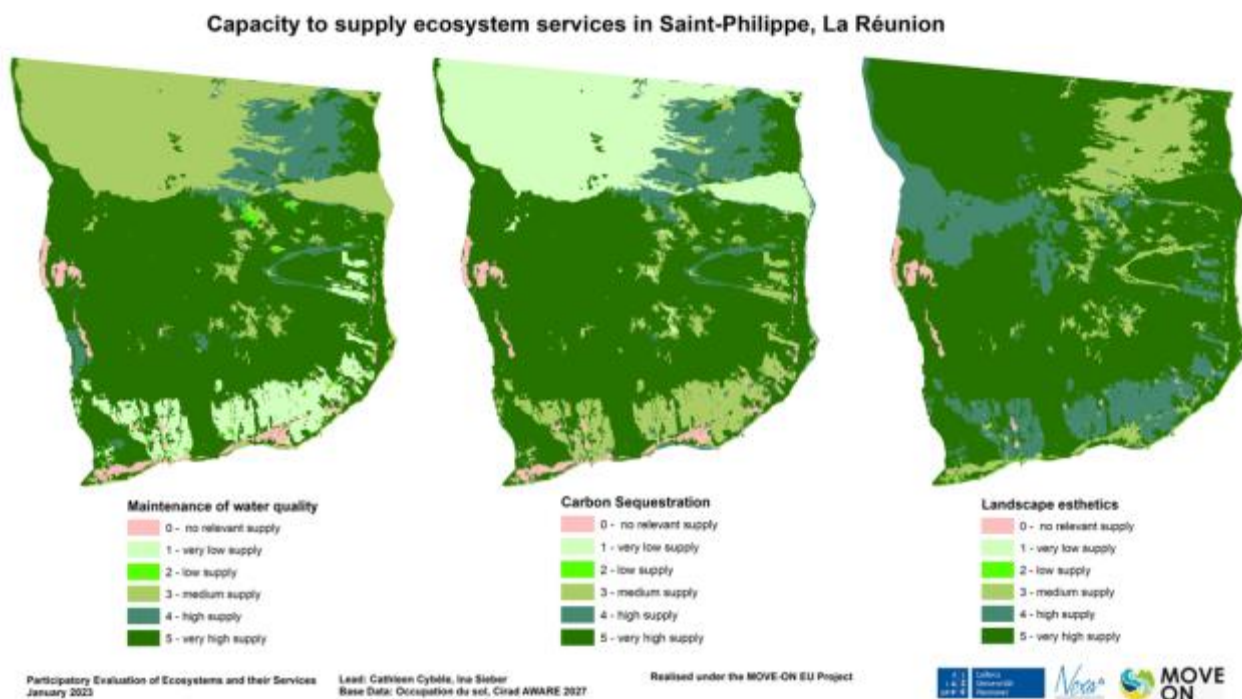 Capacity to supply ecosystem services in Saint-Philippe, La Réunion
Maintenance of water quality
0 - no relevant supply
1 - very low supply
2 - low supply
3 - medium supply
4 - high supply
5 - very high supply
Carbon Sequestration
0 - no relevant supply
1 - very low supply
2 - low supply
3 - medium supply
4 - high supply
5 - very high supply
Landscape esthetics
0 - no relevant supply
1 - very low supply
2 - low supply
3 - medium supply
4 - high supply
5 - very high supply
Participatory Evaluation of Ecosystems and their Services
January 2023
Lead: Cathleen Cybèle, Ina Sieber
Base Data: Occupation du sol, Cirad AWARE 2027
Realised under the MOVE-ON EU Project
MOVE
ON